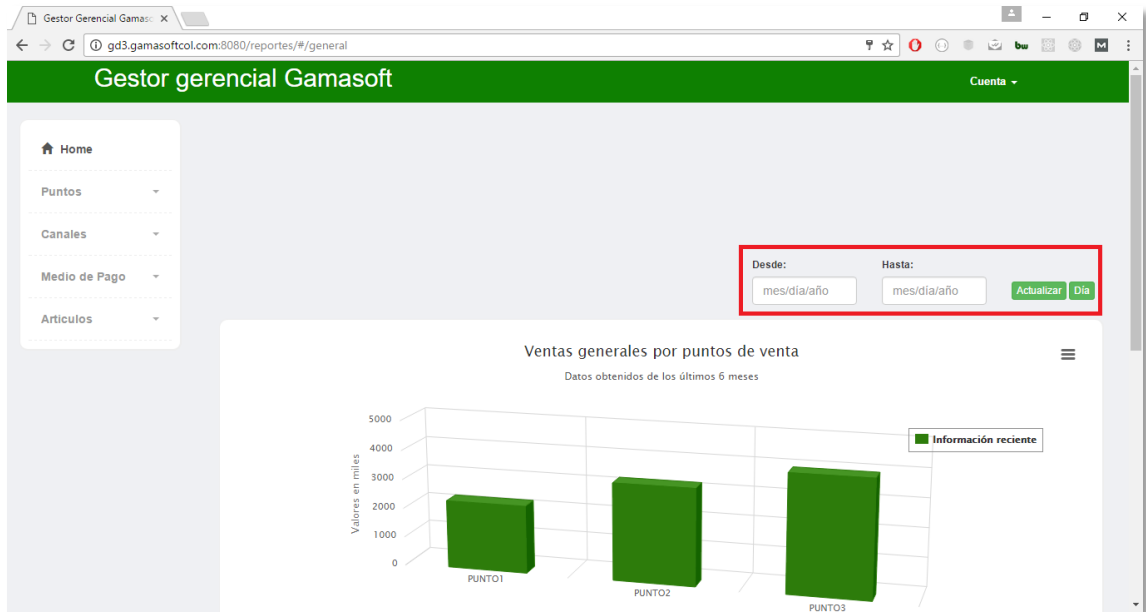 Gestor Gerencial Gamaso
gd3.gamasoftcol.com:8080/reportes/#/general
Gestor gerencial Gamasoft
Cuenta
Home
Puntos
Canales
Medio de Pago
Articulos
Desde:
Hasta:
mes/día/año
mes/día/año
Actualizar
Día
Ventas generales por puntos de venta
Datos obtenidos de los últimos 6 meses
Información reciente
Valores en miles
5000
4000
3000
2000
1000
0
PUNTO1
PUNTO2
PUNTO3